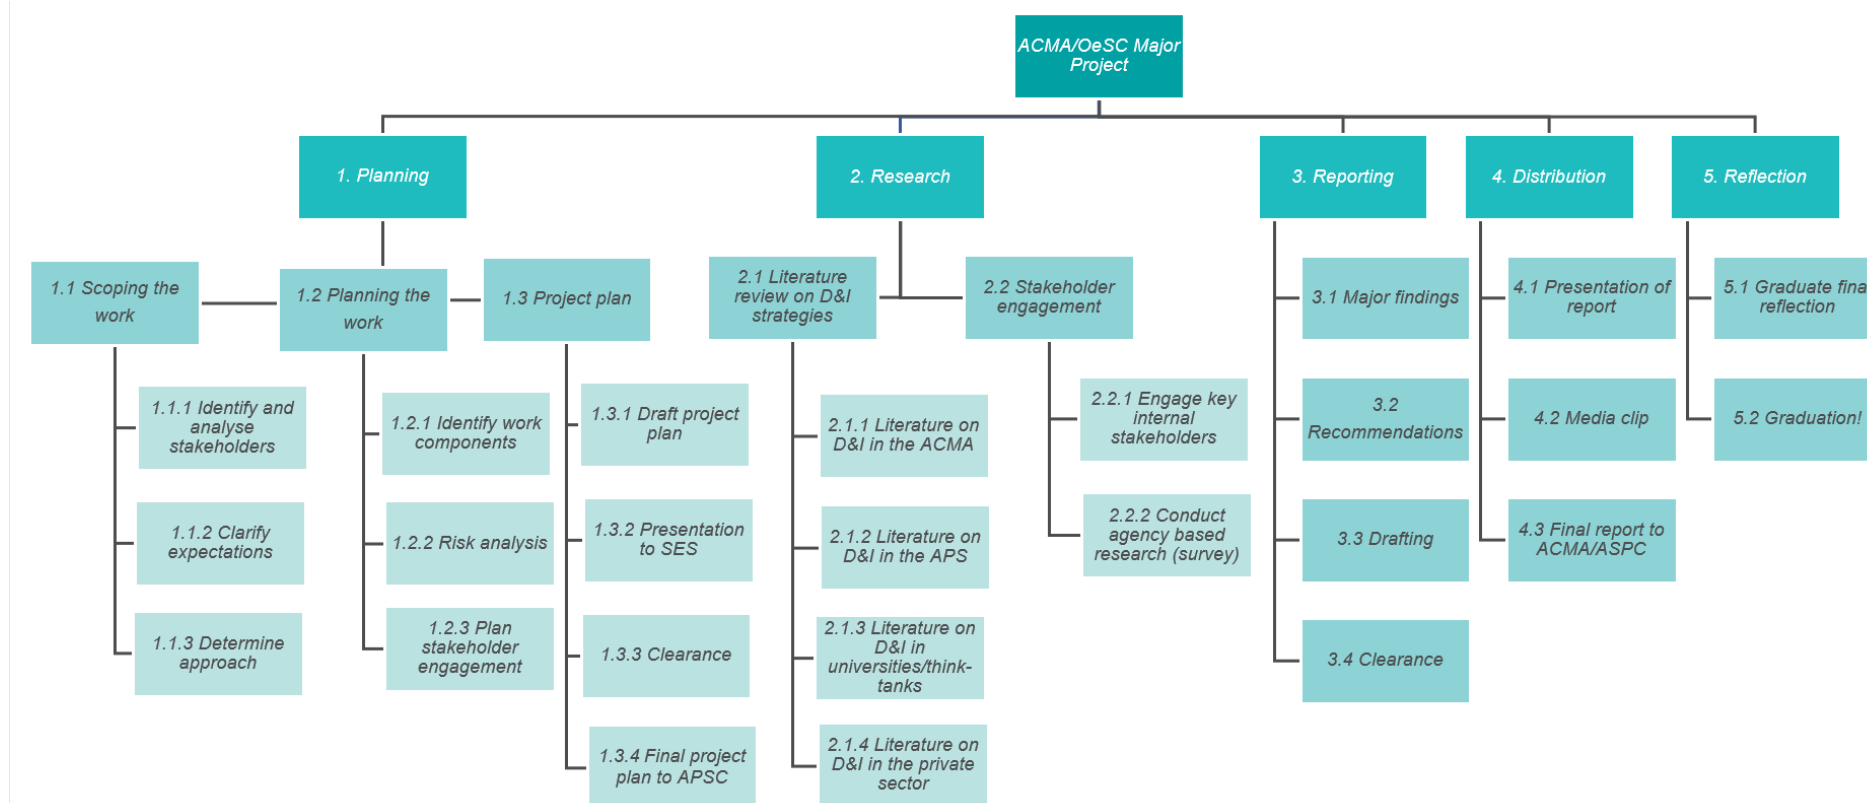 ACMA/OeSC Major
Project
1. Planning
2. Research
3. Reporting
4. Distribution
5. Reflection
1.1 Scoping the
work
1.2 Planning the
work
1.3 Project plan
2.1 Literature
review on D&I
strategies
2.2 Stakeholder
engagement
3.1 Major findings
4.1 Presentation of
report
5.1 Graduate fina
reflection
1.1.1 Identify and
analyse
stakeholders
1.2.1 Identify work
components
1.3.1 Draft project
plan
2.1.1 Literature on
D&I in the ACMA
2.2.1 Engage key
internal
stakeholders
3.2
Recommendations
4.2 Media clip
5.2 Graduation!
1.1.2 Clarify
expectations
1.2.2 Risk analysis
1.3.2 Presentation
to SES
2.1.2 Literature on
D&I in the APS
2.2.2 Conduct
agency based
research (survey)
3.3 Drafting
4.3 Final report to
ACMA/ASPC
1.1.3 Determine
approach
1.2.3 Plan
stakeholder
engagement
1.3.3 Clearance
2.1.3 Literature on
D&I in
universities/think-
tanks
3.4 Clearance
1.3.4 Final project
plan to APSC
2.1.4 Literature on
D&I in the private
sector